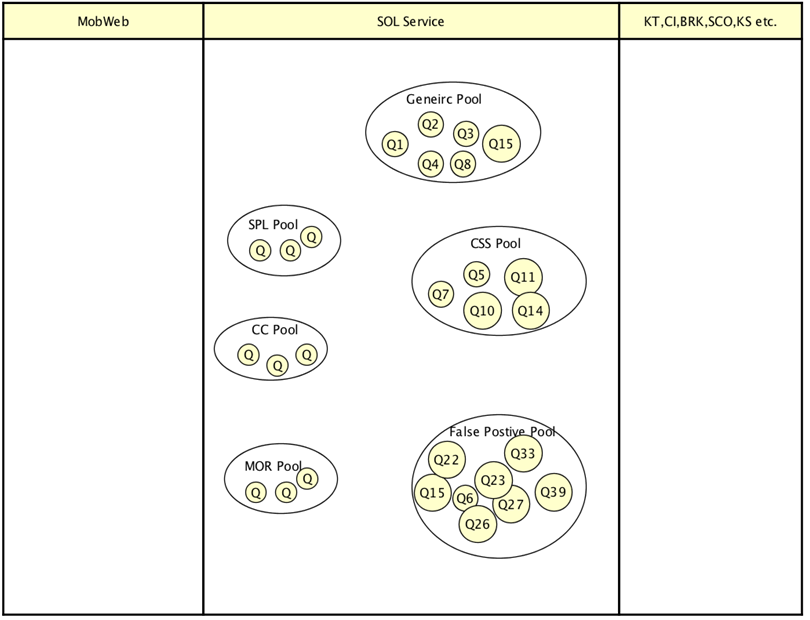 MobWeb
SOL Service
KT,CI,BRK,SCO,KS etc.
Geneirc Pool
Q1
Q2
Q3
Q15
Q4
Q8
SPL Pool
Q
Q
Q
CSS Pool
Q7
Q5
Q11
Q10
Q14
CC Pool
Q
Q
Q
MOR Pool
Q
Q
Q
False Postive Pool
Q22
Q33
Q15
Q6
Q23
Q27
Q39
Q26